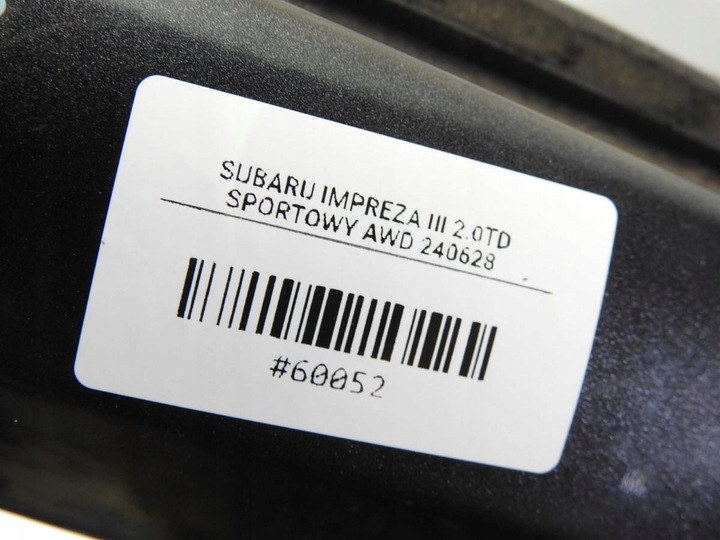 SUBARU IMPREZA III 2.0TD
SPORTOWY AWD 240628
#60052